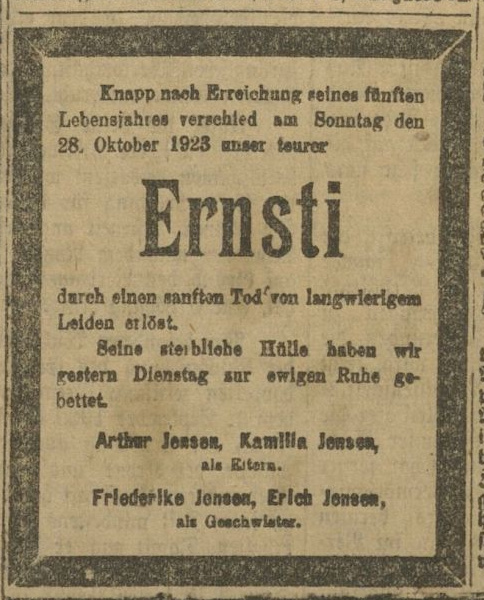 Knapp nach Erreichung seines fünften
Lebensjahres verschied am Sonntag den
28. Oktober 1923 unser teurer
Ernsti
durch einen sanften Tod von langwierigem
Leiden erlöst.
Seine sterbliche Hülle haben wir
gestern Dienstag zur ewigen Ruhe ge-
bettet.
Arthur Jensen, Kamilla Jensen,
als Eltern.
Friederike Jensen, Erich Jensen,
als Geschwister.